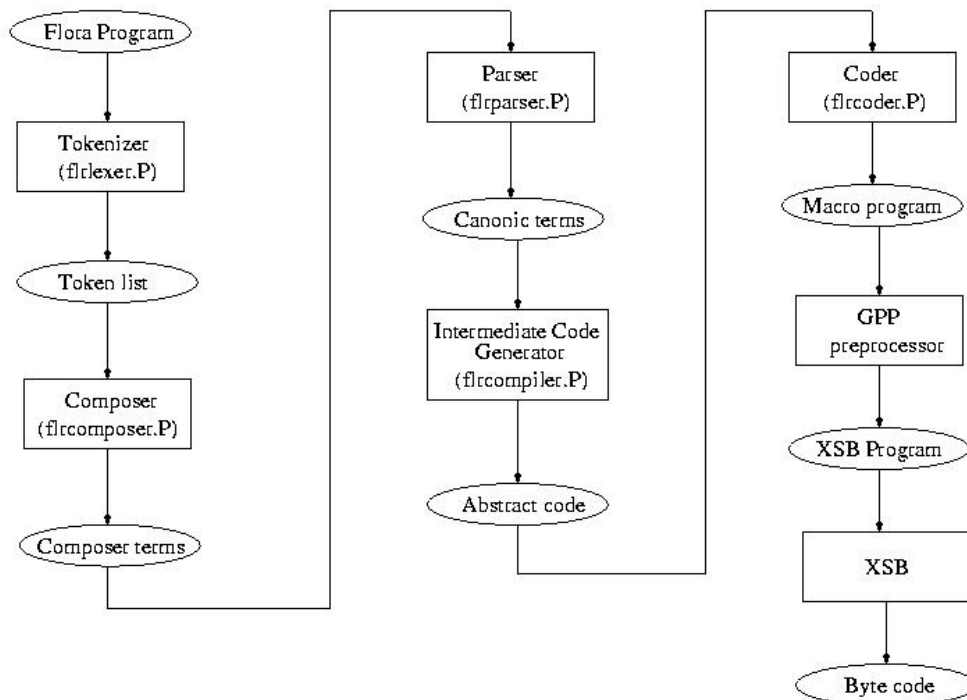 Flora Program
Tokenizer
(flrlexer.P)
Token list
Composer
(flrcomposer.P)
Composer terms
Parser
(flrparser.P)
Canonic terms
Intermediate Code
Generator
(flrcompiler.P)
Abstract code
Coder
(flrcoder.P)
Macro program
GPP
preprocessor
XSB Program
XSB
Byte code